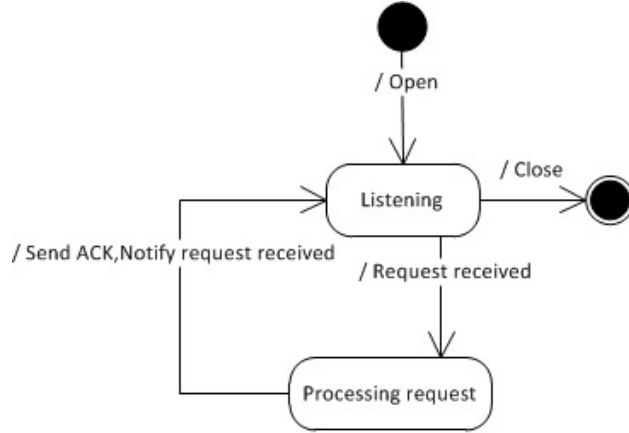 / Open
/ Close
Listening
/ Send ACK,Notify request received
/ Request received
Processing request